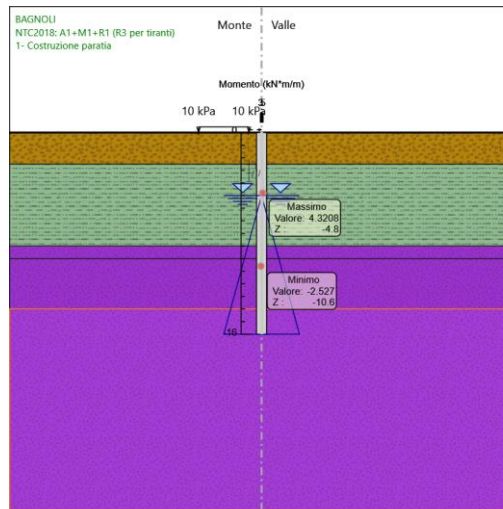 BAGNOLI
NTC2018: A1+M1+R1 (R3 per tiranti)
1- Costruzione paratia
Monte
Valle
Momento (kN*m/m)
10 kPa
10 kPa
0
Massimo
Valore: 4.3208
Z : -4.8
Minimo
Valore: -2.527
Z : -10.6
-16